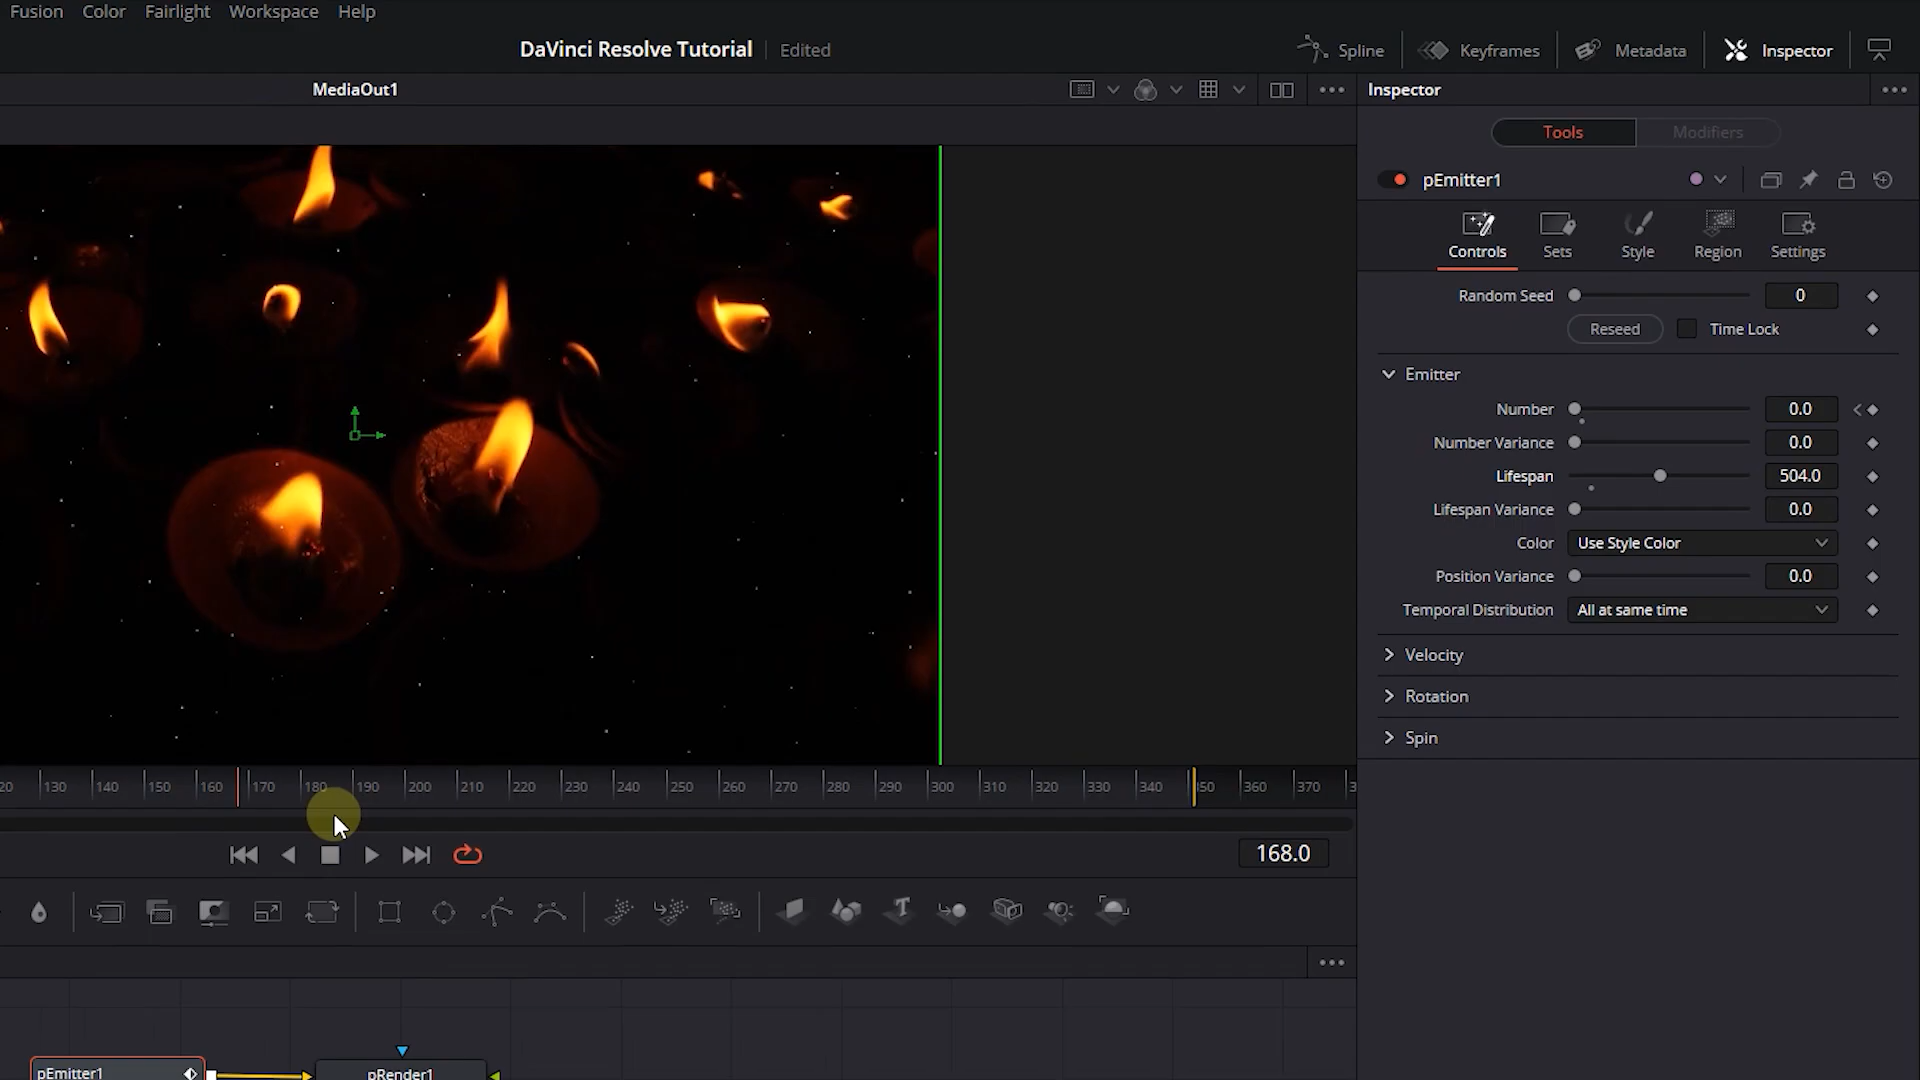 Fusion Color Fairlight Workspace Help
DaVinci Resolve Tutorial Edited
Spline Keyframes Metadata Inspector
MediaOut1
Inspector
Tools Modifiers
pEmitter1
Controls Sets Style Region Settings
Random Seed 0
Reseed Time Lock
Emitter
Number 0.0
Number Variance 0.0
Lifespan 504.0
Lifespan Variance 0.0
Color Use Style Color
Position Variance 0.0
Temporal Distribution All at same time
Velocity
Rotation
Spin
20 130 140 150 160 170 180 190 200 210 220 230 240 250 260 270 280 290 300 310 320 330 340 350 360 370 3
168.0
pEmitter1
pRender1